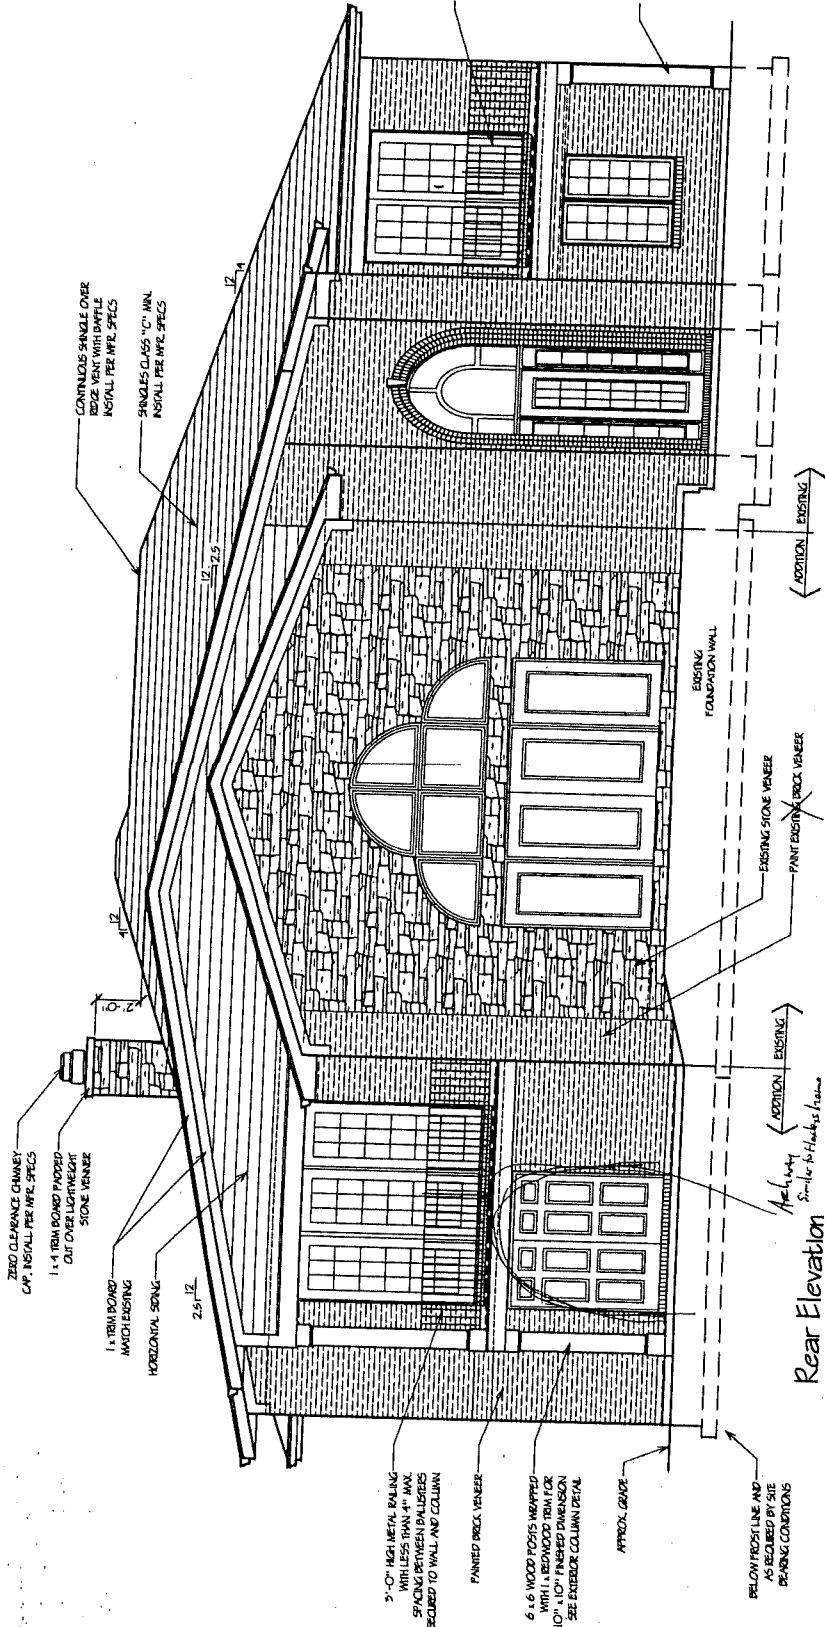 CONTINUOUS SHINGLE OVER
RIDGE VENT WITH BAFFLE
INSTALL PER MFR. SPECS
SHINGLES CLASS "C" MIN.
INSTALL PER MFR. SPECS
12
4
12
2.5
12
4
2'-0"
ZERO CLEARANCE CHIMNEY
CAP, INSTALL PER MFR. SPECS
1 x 4 TRIM BOARD PADDED
OUT OVER LIGHTWEIGHT
STONE VENNER
1 x TRIM BOARD
MATCH EXISTING
HORIZONTAL SIDING
12
2.5
3'-0" HIGH METAL RAILING
WITH LESS THAN 4" MAX.
SPACING BETWEEN BALUSTERS
SECURED TO WALL AND COLUMN
PAINTED BRICK VENEER
6 x 6 WOOD POSTS WRAPPED
WITH 1 x REDWOOD TRIM FOR
10" x 10" FINISHED DIMENSION
SEE EXTERIOR COLUMN DETAIL
APPROX. GRADE
BELOW FROST LINE AND
AS REQUIRED BY SITE
BEARING CONDITIONS
EXISTING
FOUNDATION WALL
EXISTING STONE VENEER
PAINT EXISTING BRICK VENEER
ADDITION EXISTING
ADDITION EXISTING
Archway
Similar to
Rear Elevation